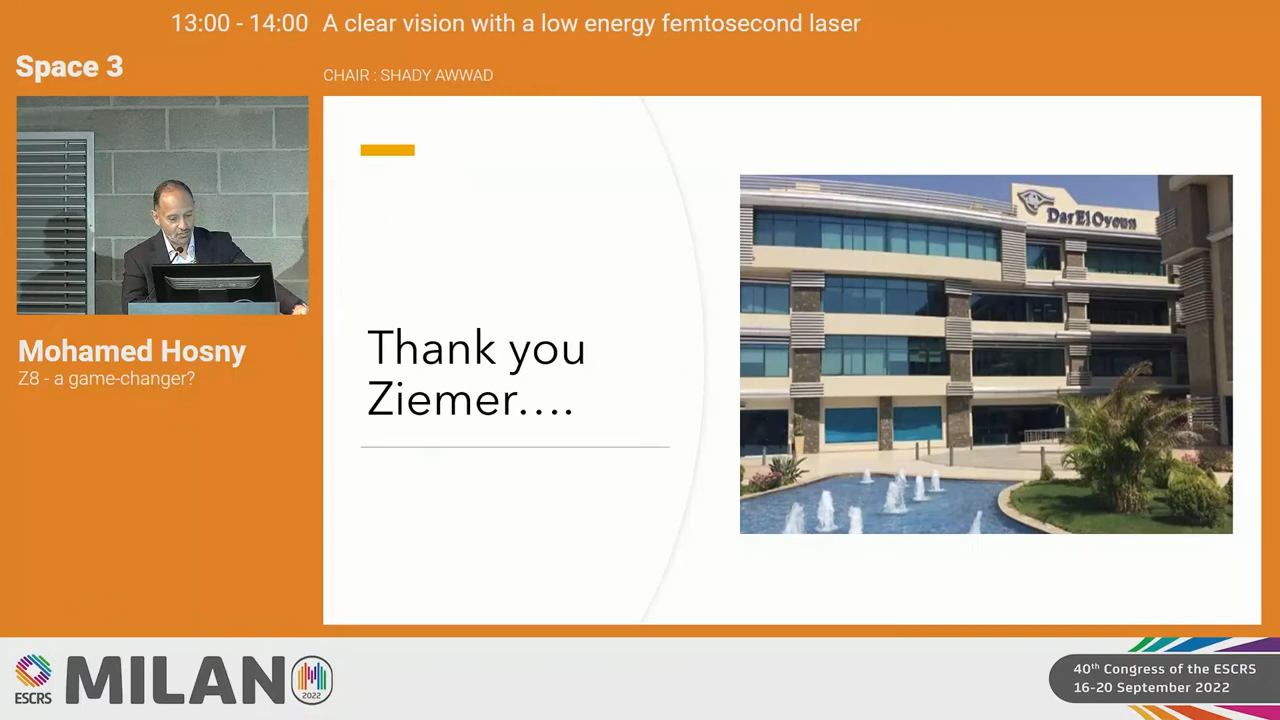 13:00 - 14:00 A clear vision with a low energy femtosecond laser
Space 3
CHAIR : SHADY AWWAD
Dar El Oyoun
Thank you
Ziemer....
Mohamed Hosny
Z8 - a game-changer?
ESCRS
MILANO
2022
40th Congress of the ESCRS
16-20 September 2022